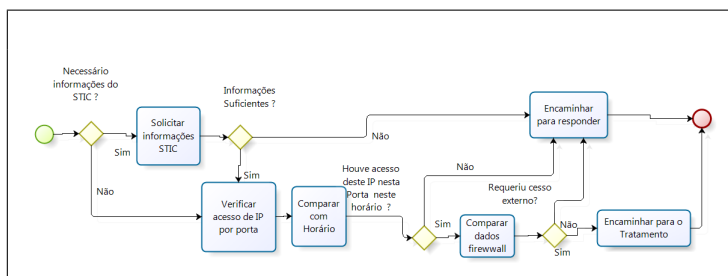 Necessário
informações do
STIC ?
Solicitar
informações
STIC
Sim
Não
Informações
Suficientes ?
Não
Sim
Verificar
acesso de IP
por porta
Comparar
com
Horário
Houve acesso
deste IP nesta
Porta neste
horário ?
Não
Sim
Comparar
dados
firewwall
Requeriu cesso
externo?
Não
Sim
Encaminhar
para responder
Encaminhar para o
Tratamento